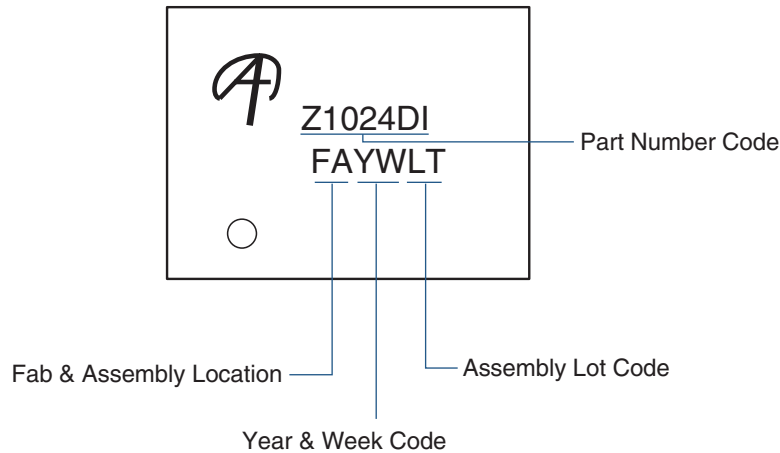 Z1024DI
Part Number Code
FAYWLT
Fab & Assembly Location
Assembly Lot Code
Year & Week Code